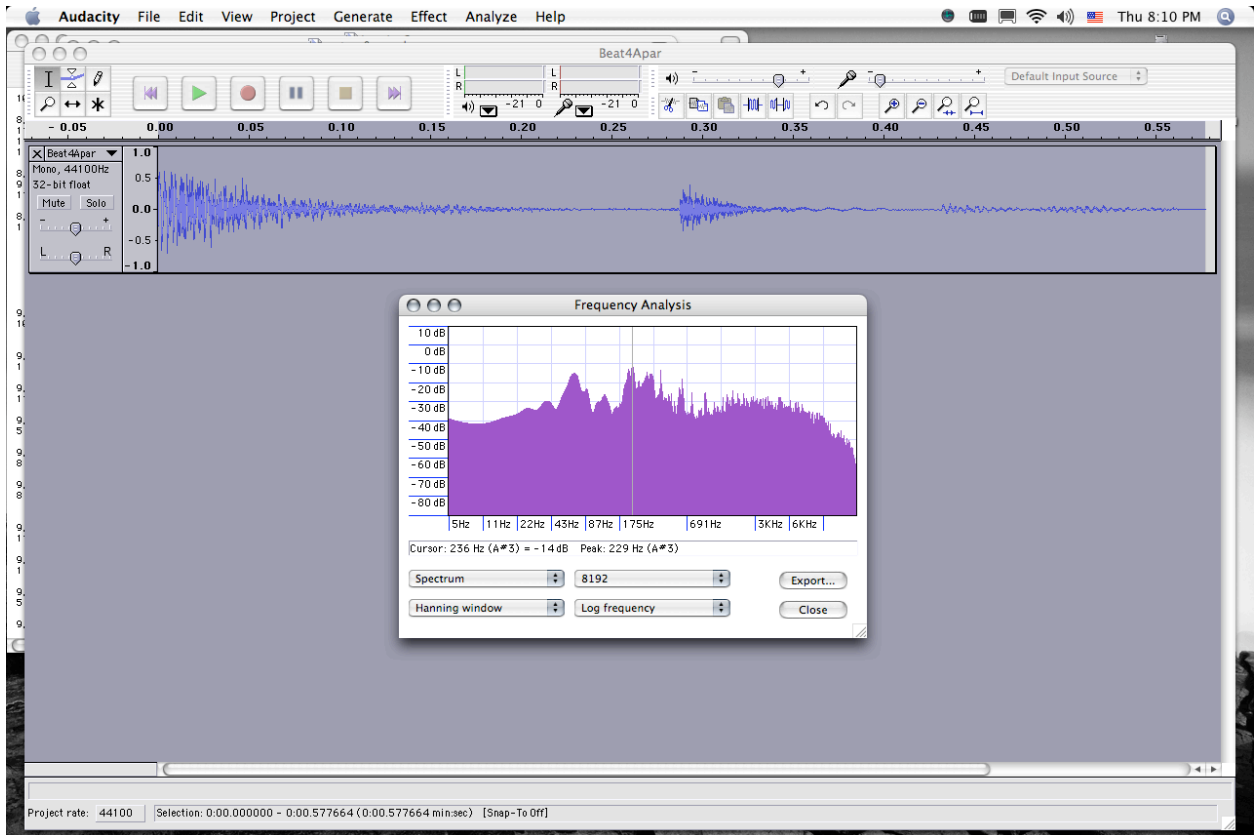 Audacity File Edit View Project Generate Effect Analyze Help Thu 8:10 PM
Beat4Apar
L R L R
-21 0 -21 0
- + - + Default Input Source
- 0.05 0.00 0.05 0.10 0.15 0.20 0.25 0.30 0.35 0.40 0.45 0.50 0.55
X Beat4Apar 1.0
Mono, 44100Hz
32-bit float 0.5
Mute Solo
- + 0.0
-0.5
L R
-1.0
Frequency Analysis
10 dB
0 dB
-10 dB
-20 dB
-30 dB
-40 dB
-50 dB
-60 dB
-70 dB
-80 dB
5Hz 11Hz 22Hz 43Hz 87Hz 175Hz 691Hz 3KHz 6KHz
Cursor: 236 Hz (A#3) = -14 dB Peak: 229 Hz (A#3)
Spectrum 8192 Export...
Hanning window Log frequency Close
Project rate: 44100 Selection: 0:00.000000 - 0:00.577664 (0:00.577664 min:sec) [Snap-To Off]